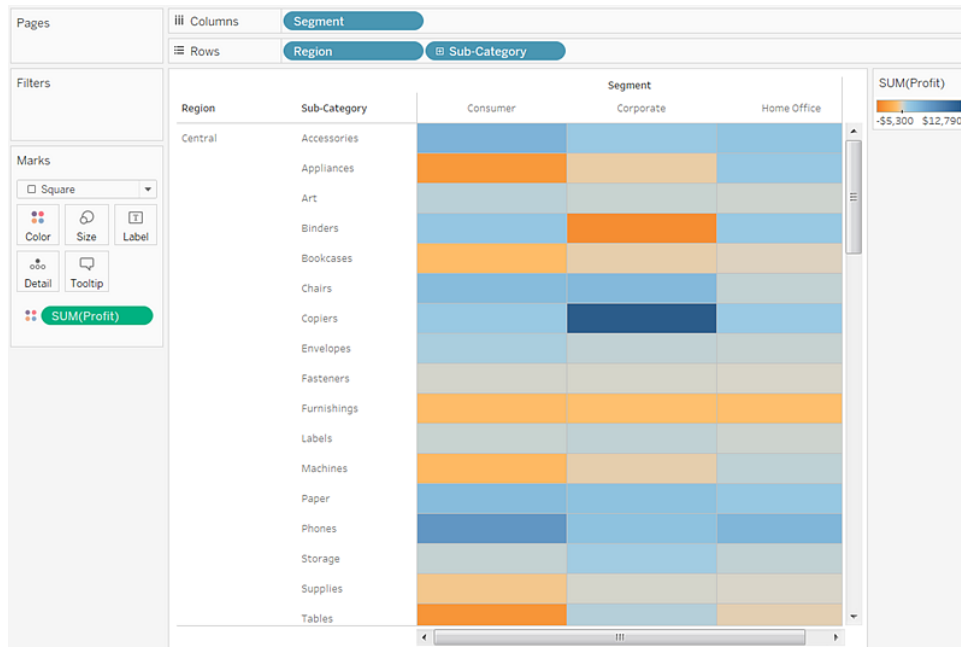 Pages
Columns
Segment
Rows
Region
Sub-Category
Filters
Marks
Square
Color
Size
Label
Detail
Tooltip
SUM(Profit)
Segment
Region
Sub-Category
Consumer
Corporate
Home Office
Central
Accessories
Appliances
Art
Binders
Bookcases
Chairs
Copiers
Envelopes
Fasteners
Furnishings
Labels
Machines
Paper
Phones
Storage
Supplies
Tables
SUM(Profit)
-$5,300 $12,790